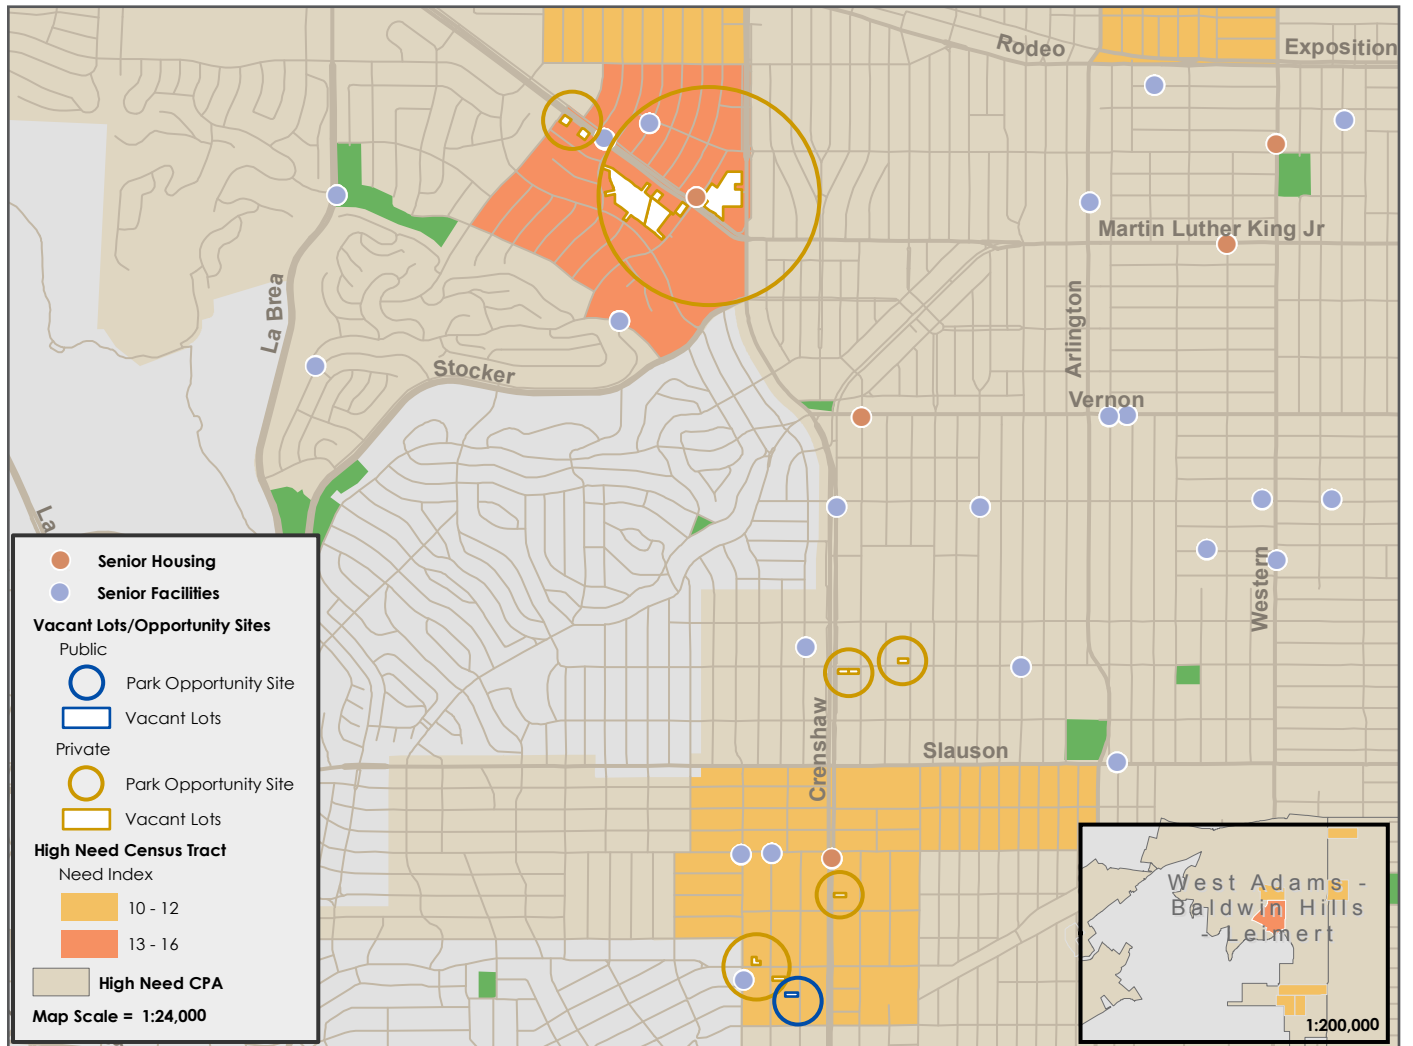 Rodeo
Exposition
Martin Luther King Jr
La Brea
Arlington
Stocker
Vernon
La
Western
Crenshaw
Slauson
Senior Housing
Senior Facilities
Vacant Lots/Opportunity Sites
Public
Park Opportunity Site
Vacant Lots
Private
Park Opportunity Site
Vacant Lots
High Need Census Tract
Need Index
10 - 12
13 - 16
High Need CPA
Map Scale = 1:24,000
West Adams -
Baldwin Hills
- Leimert
1:200,000